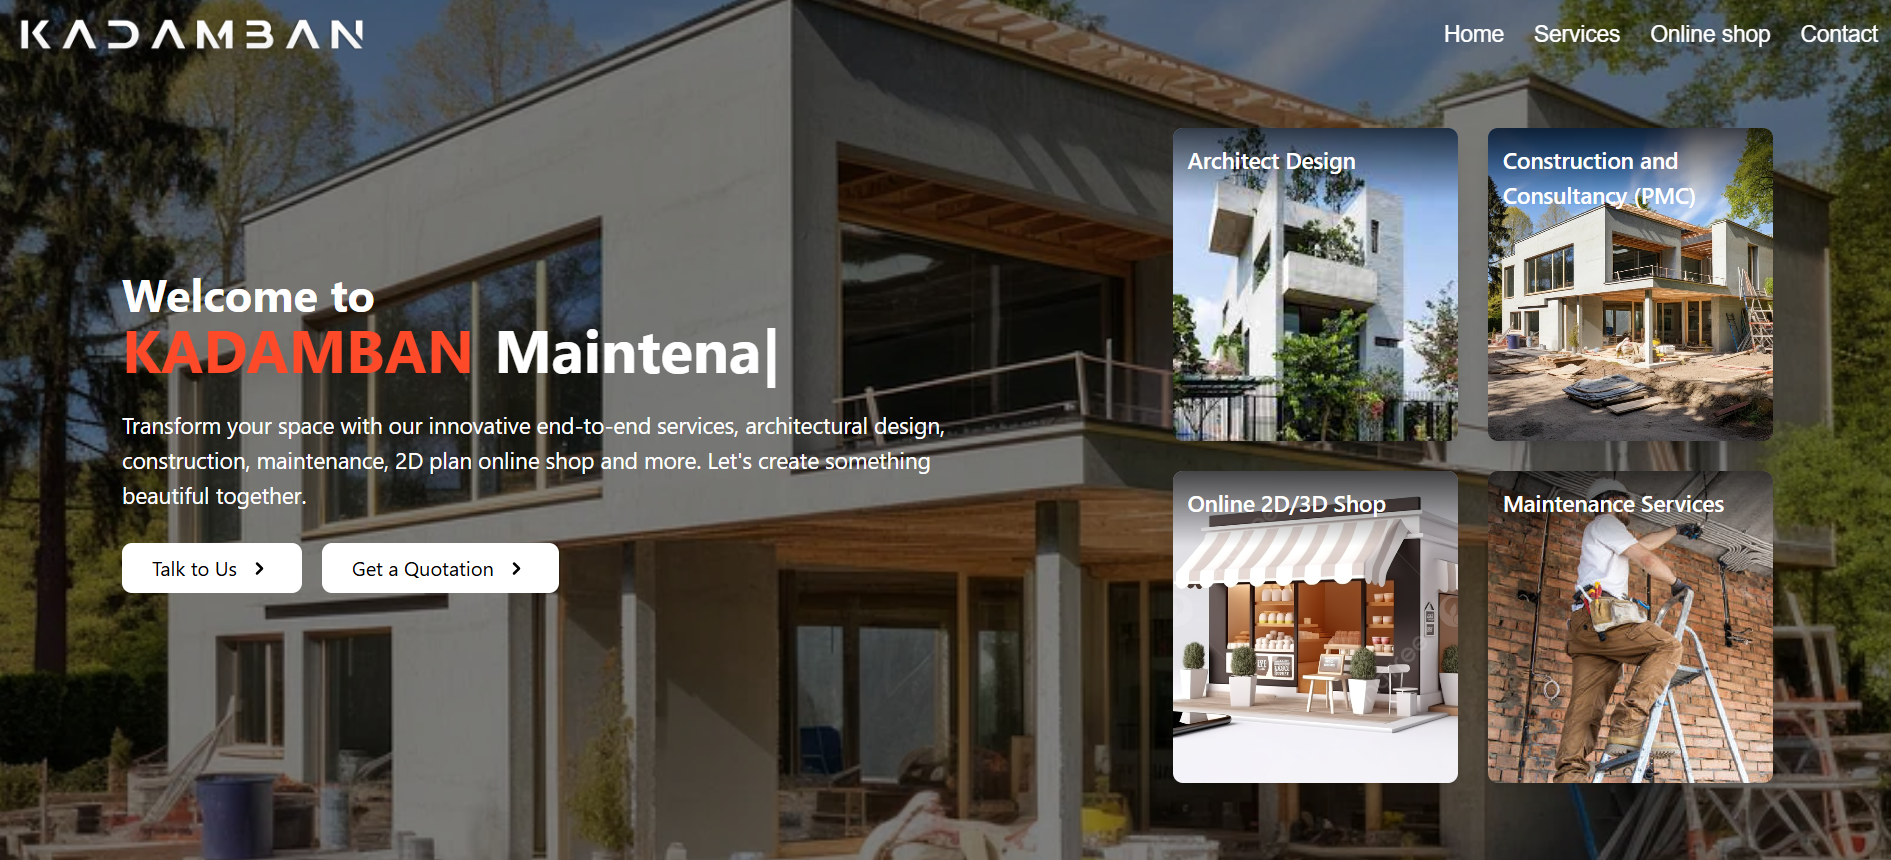 KADAMBAN
Home Services Online shop Contact
Welcome to
KADAMBAN Maintena|
Transform your space with our innovative end-to-end services, architectural design,
construction, maintenance, 2D plan online shop and more. Let's create something
beautiful together.
Talk to Us
Get a Quotation
Architect Design
Construction and
Consultancy (PMC)
Online 2D/3D Shop
Maintenance Services